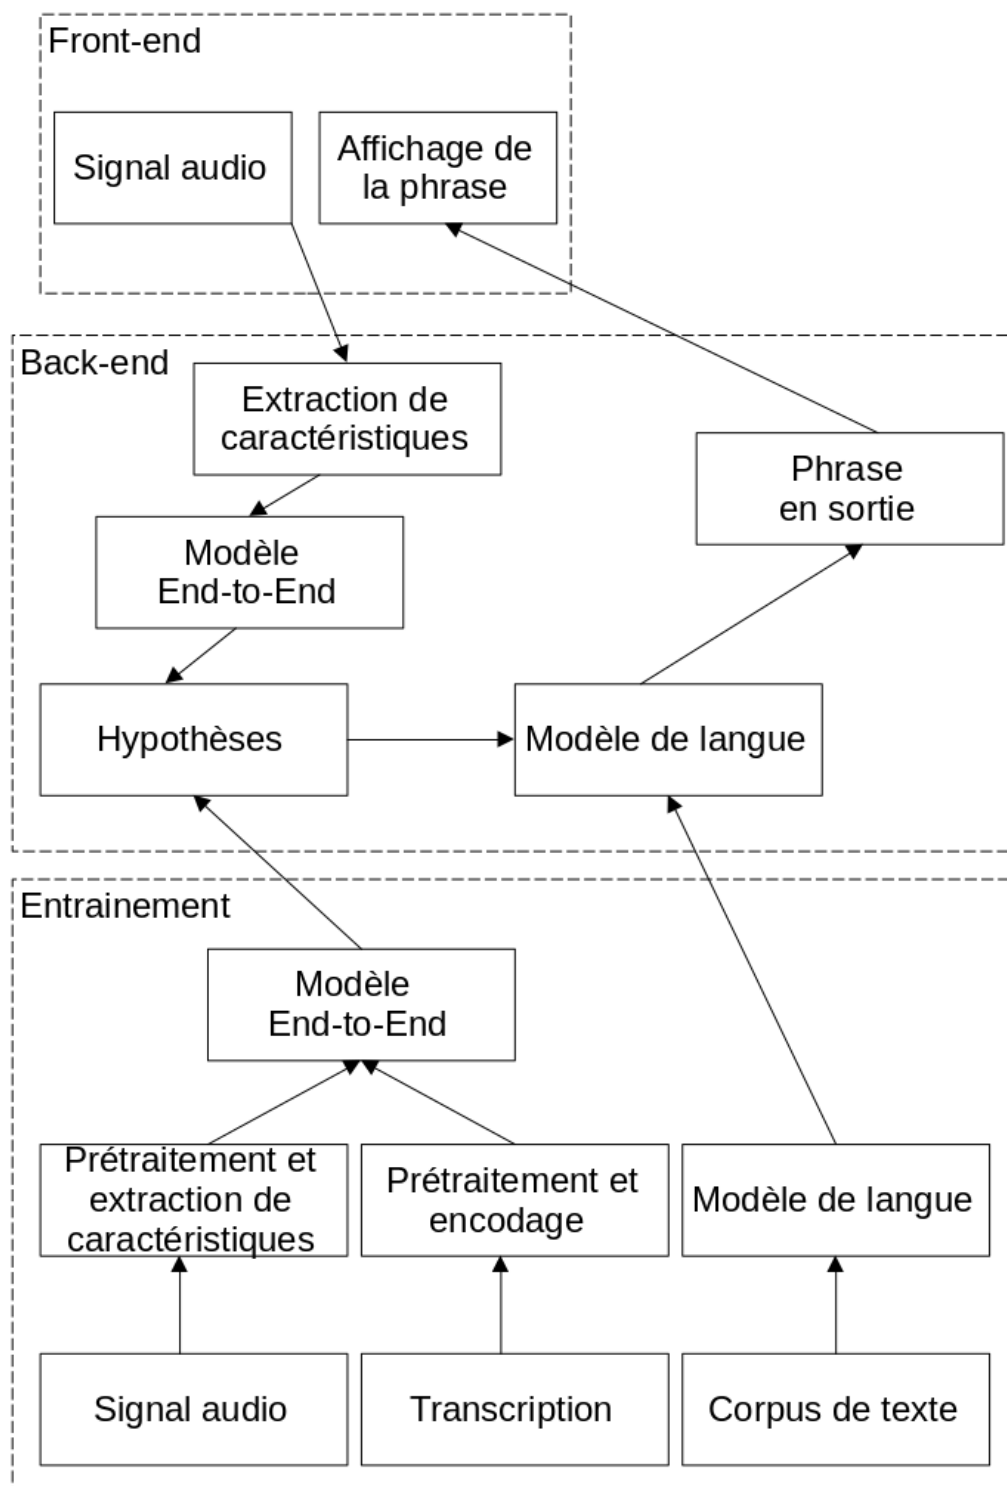 Front-end
Signal audio
Affichage de
la phrase
Back-end
Extraction de
caractéristiques
Phrase
en sortie
Modèle
End-to-End
Hypothèses
Modèle de langue
Entrainement
Modèle
End-to-End
Prétraitement et
extraction de
caractéristiques
Prétraitement et
encodage
Modèle de langue
Signal audio
Transcription
Corpus de texte